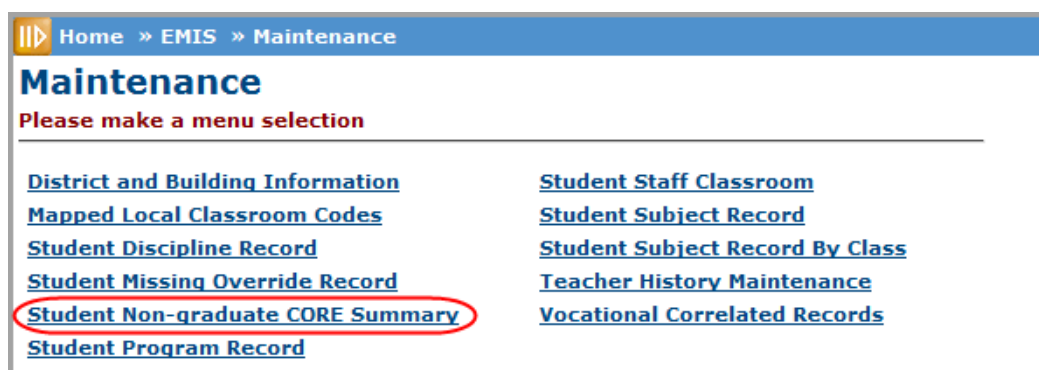 Home » EMIS » Maintenance
Maintenance
Please make a menu selection
District and Building Information
Mapped Local Classroom Codes
Student Discipline Record
Student Missing Override Record
Student Non-graduate CORE Summary
Student Program Record
Student Staff Classroom
Student Subject Record
Student Subject Record By Class
Teacher History Maintenance
Vocational Correlated Records